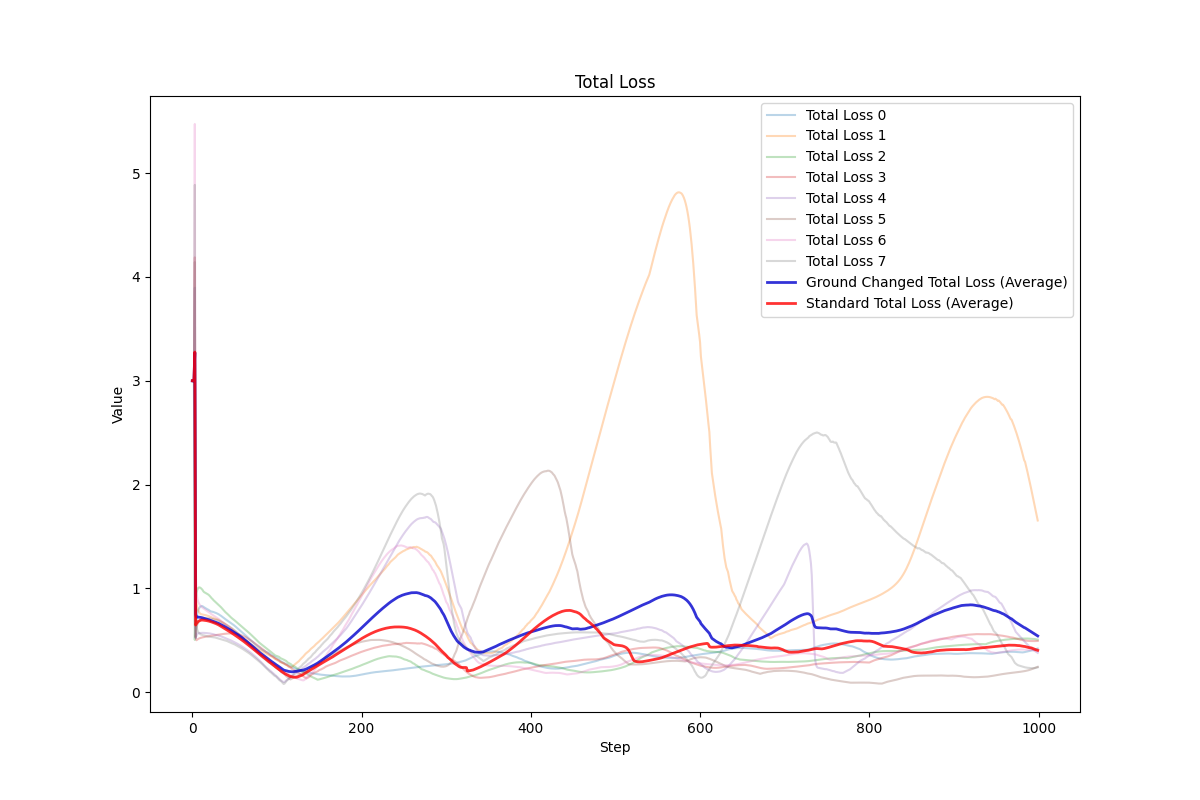 Total Loss
Total Loss 0
Total Loss 1
Total Loss 2
Total Loss 3
Total Loss 4
Total Loss 5
Total Loss 6
Total Loss 7
Ground Changed Total Loss (Average)
Standard Total Loss (Average)
Value
5
4
3
2
1
0
0
200
400
600
800
1000
Step